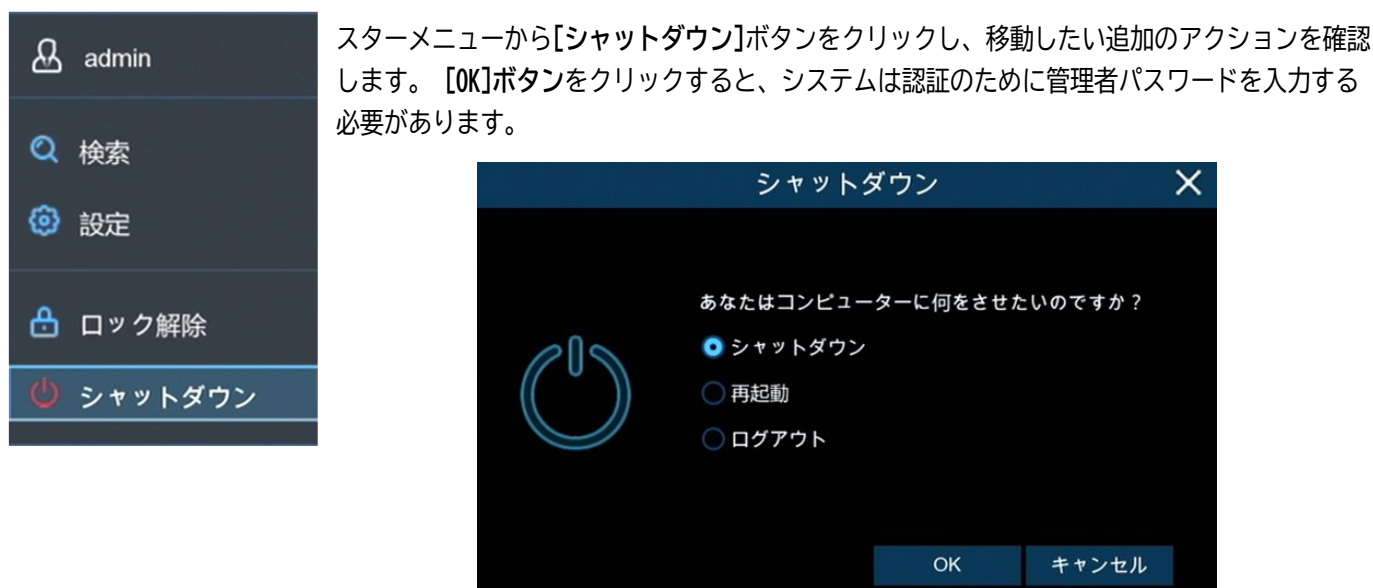 admin
検索
設定
ロック解除
シャットダウン
スターメニューから[シャットダウン]ボタンをクリックし、移動したい追加のアクションを確認
します。 [OK]ボタンをクリックすると、システムは認証のために管理者パスワードを入力する
必要があります。
シャットダウン
あなたはコンピューターに何をさせたいのですか？
シャットダウン
再起動
ログアウト
OK キャンセル